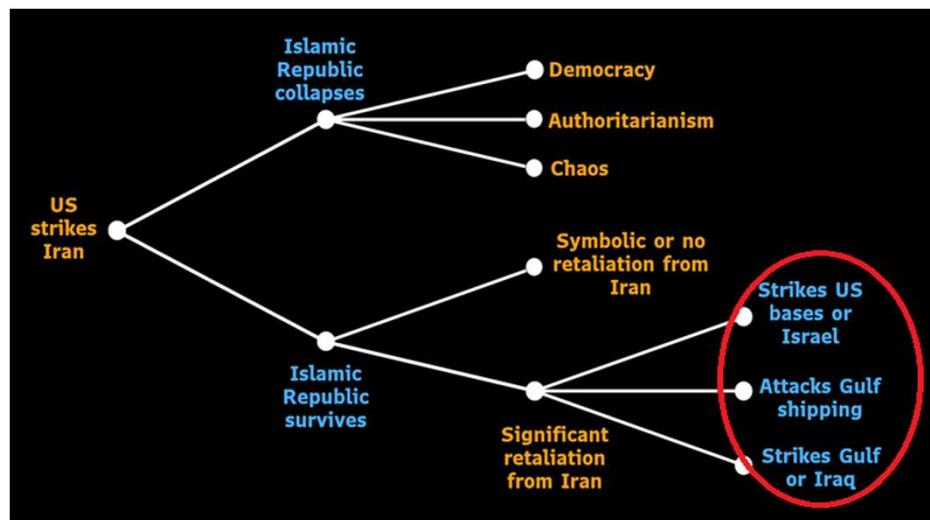 Islamic
Republic
collapses
Democracy
Authoritarianism
Chaos
US
strikes
Iran
Symbolic or no
retaliation from
Iran
Islamic
Republic
survives
Significant
retaliation
from Iran
Strikes US
bases or
Israel
Attacks Gulf
shipping
Strikes Gulf
or Iraq